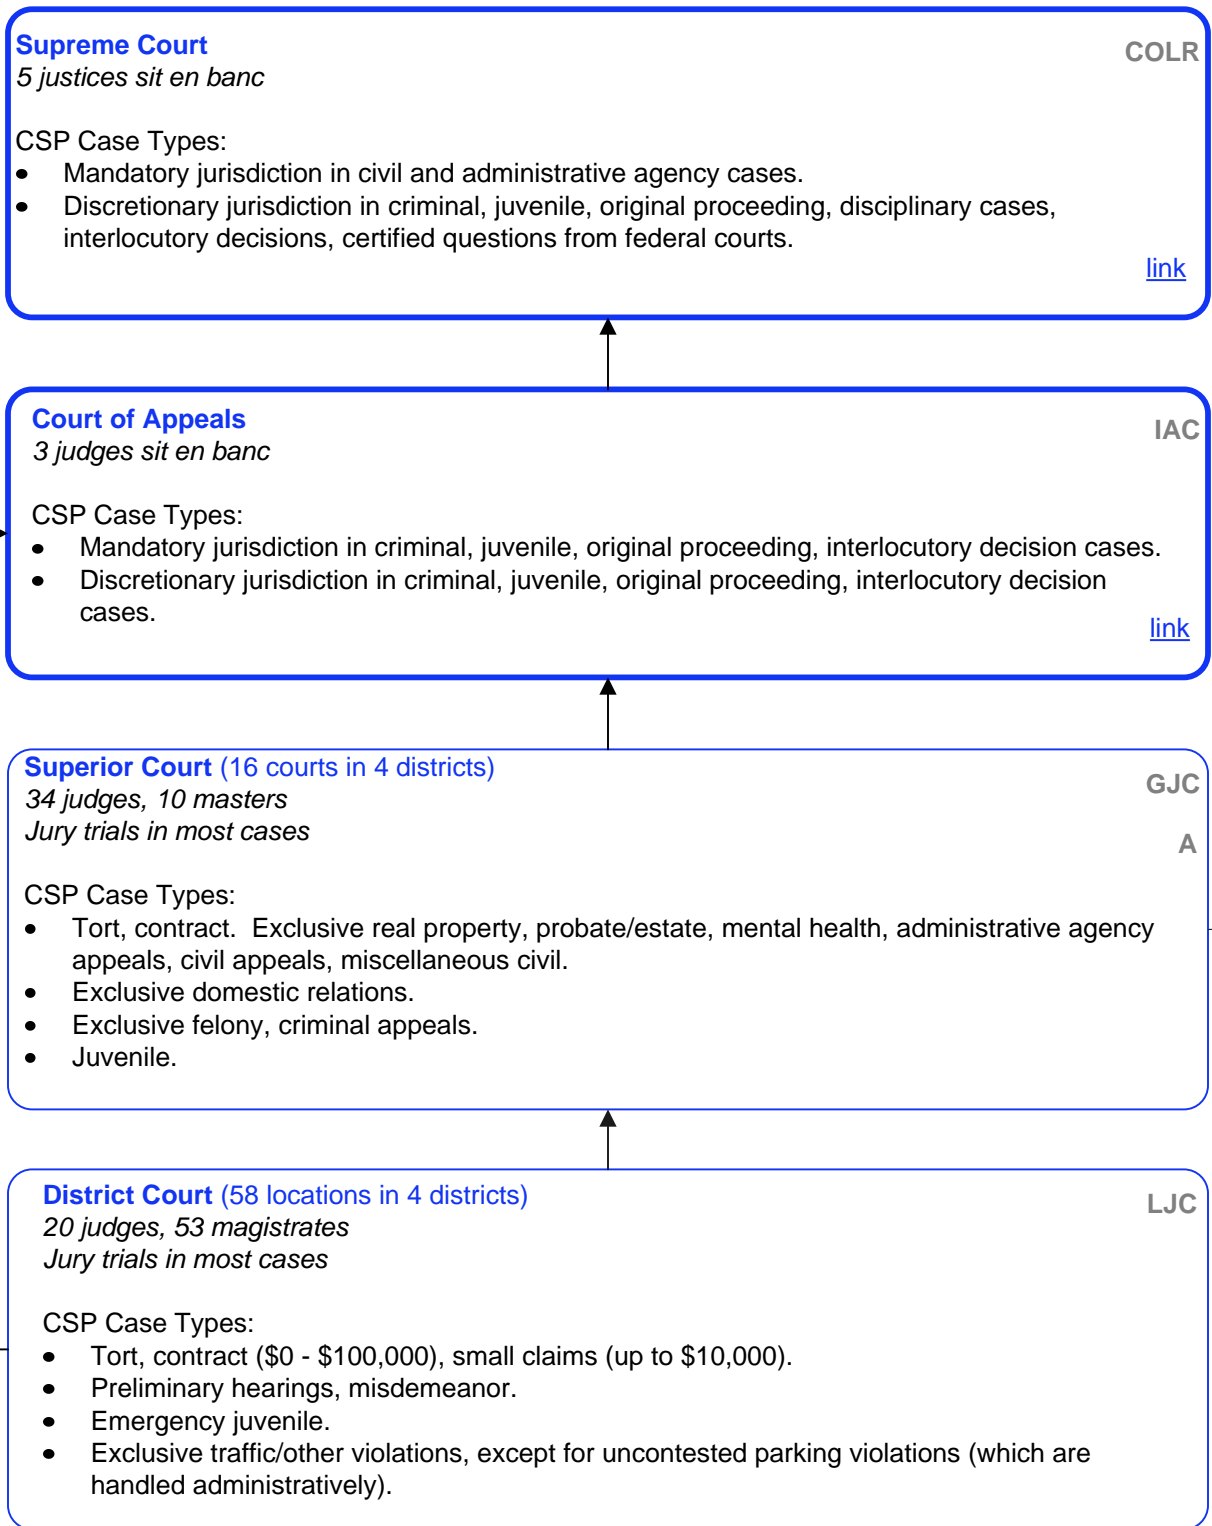 Supreme Court
COLR
5 justices sit en banc
CSP Case Types:
• Mandatory jurisdiction in civil and administrative agency cases.
• Discretionary jurisdiction in criminal, juvenile, original proceeding, disciplinary cases,
interlocutory decisions, certified questions from federal courts.
link
Court of Appeals
IAC
3 judges sit en banc
CSP Case Types:
• Mandatory jurisdiction in criminal, juvenile, original proceeding, interlocutory decision cases.
• Discretionary jurisdiction in criminal, juvenile, original proceeding, interlocutory decision
cases.
link
Superior Court (16 courts in 4 districts)
GJC
34 judges, 10 masters
Jury trials in most cases
A
CSP Case Types:
• Tort, contract.  Exclusive real property, probate/estate, mental health, administrative agency
appeals, civil appeals, miscellaneous civil.
• Exclusive domestic relations.
• Exclusive felony, criminal appeals.
• Juvenile.
District Court (58 locations in 4 districts)
LJC
20 judges, 53 magistrates
Jury trials in most cases
CSP Case Types:
• Tort, contract ($0 - $100,000), small claims (up to $10,000).
• Preliminary hearings, misdemeanor.
• Emergency juvenile.
• Exclusive traffic/other violations, except for uncontested parking violations (which are
handled administratively).